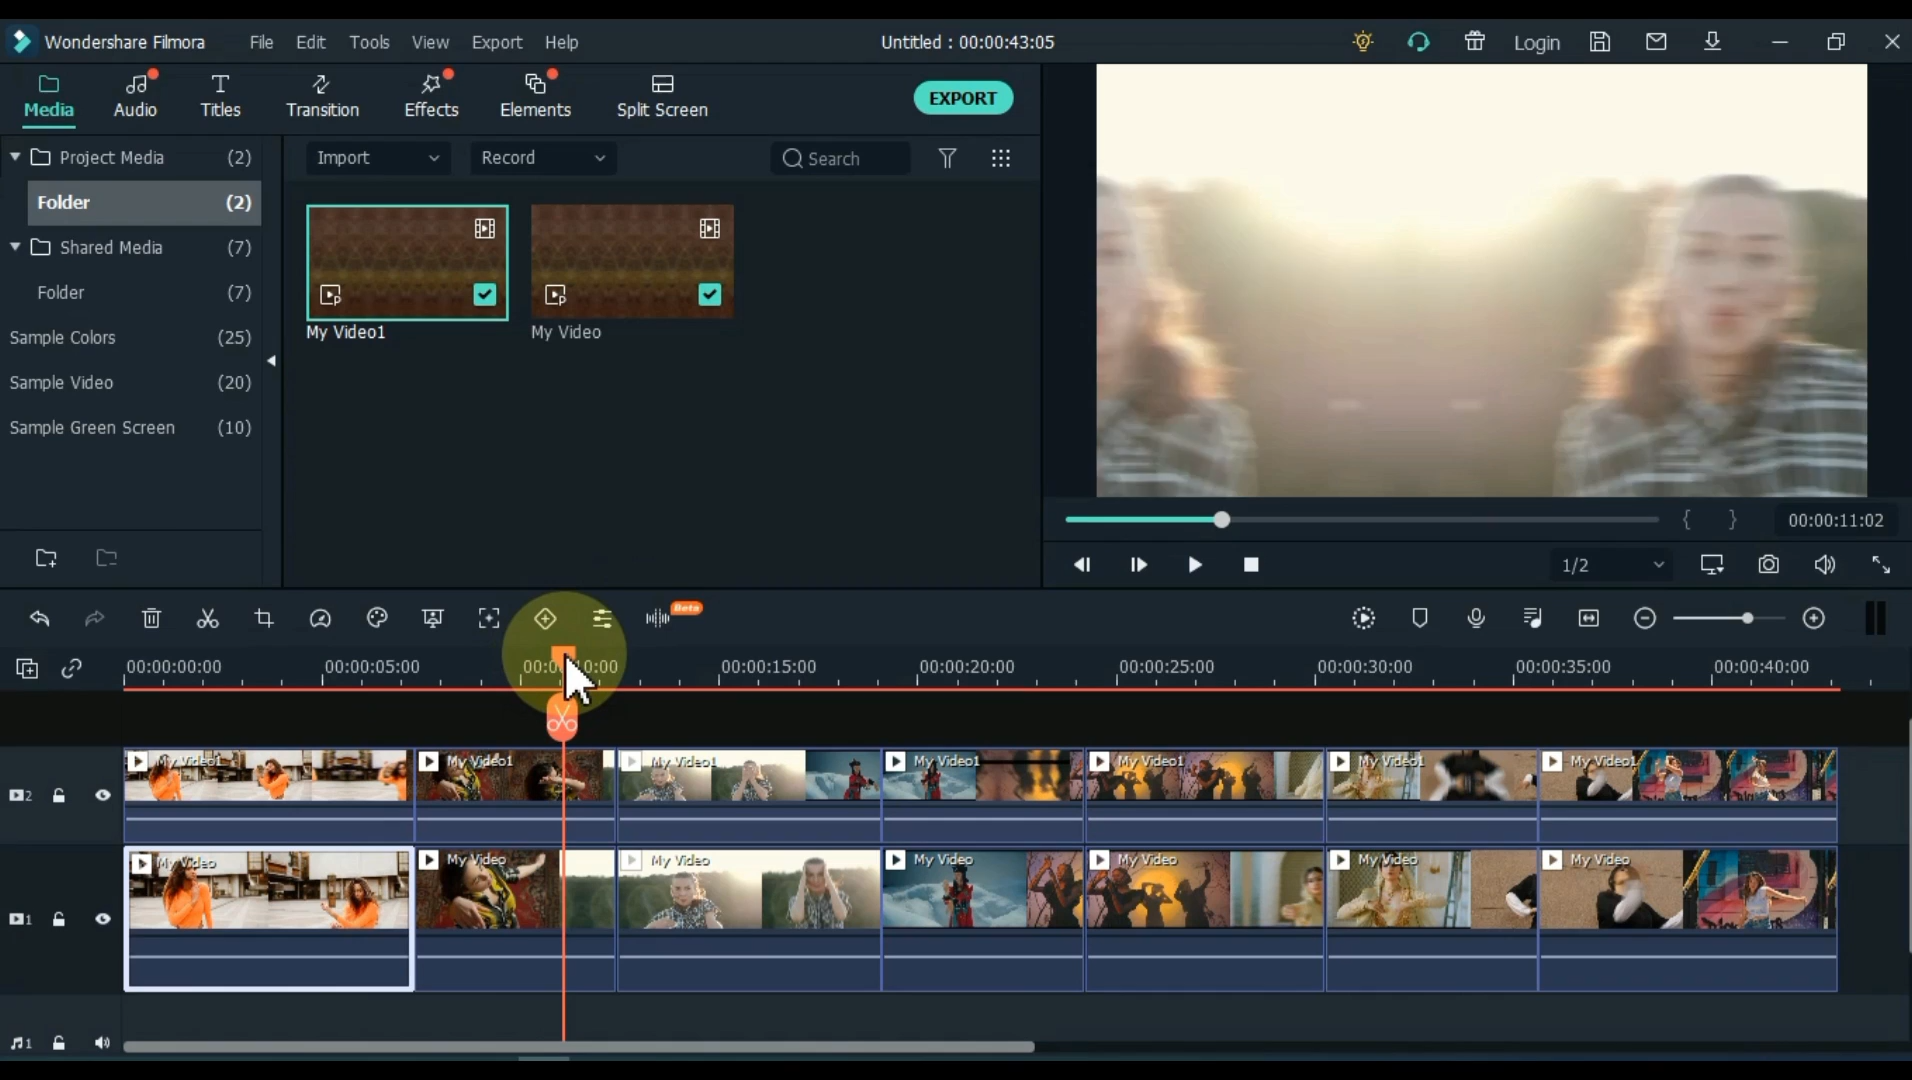 Wondershare Filmora File Edit Tools View Export Help Untitled : 00:00:43:05 Login
Media Audio Titles Transition Effects Elements Split Screen EXPORT
Project Media (2)
Folder (2)
Shared Media (7)
Folder (7)
Sample Colors (25)
Sample Video (20)
Sample Green Screen (10)
Import Record Search
My Video1 My Video
00:00:11:02
1/2
Beta
00:00:00:00 00:00:05:00 00:00:10:00 00:00:15:00 00:00:20:00 00:00:25:00 00:00:30:00 00:00:35:00 00:00:40:00
My Video1 My Video1 My Video1 My Video1 My Video1 My Video1 My Video1
2
My Video My Video My Video My Video My Video My Video My Video
1
1